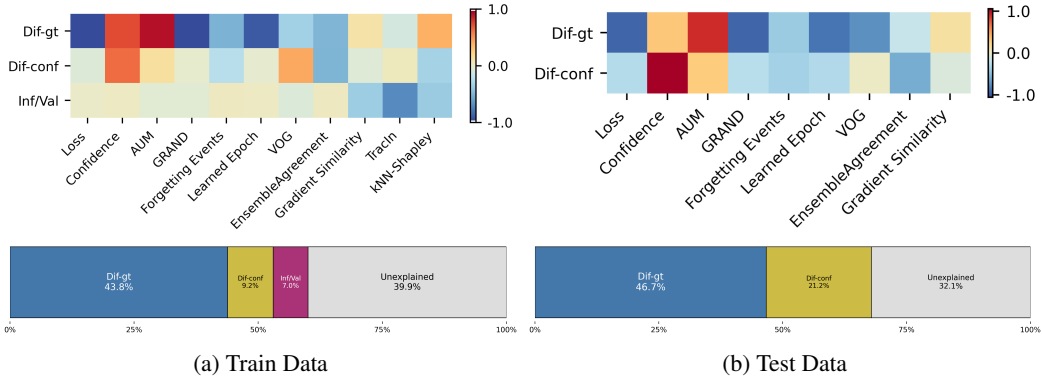 Dif-gt
Dif-conf
Inf/Val
Loss
Confidence
AUM
GRAND
Forgetting Events
Learned Epoch
VOG
EnsembleAgreement
Gradient Similarity
TracIn
kNN-Shapley
1.0
0.0
-1.0
Dif-gt
43.8%
Dif-conf
9.2%
Inf/Val
7.0%
Unexplained
39.9%
0%
25%
50%
75%
100%
(a) Train Data
Dif-gt
Dif-conf
Loss
Confidence
AUM
GRAND
Forgetting Events
Learned Epoch
VOG
EnsembleAgreement
Gradient Similarity
1.0
0.0
-1.0
Dif-gt
46.7%
Dif-conf
21.2%
Unexplained
32.1%
0%
25%
50%
75%
100%
(b) Test Data